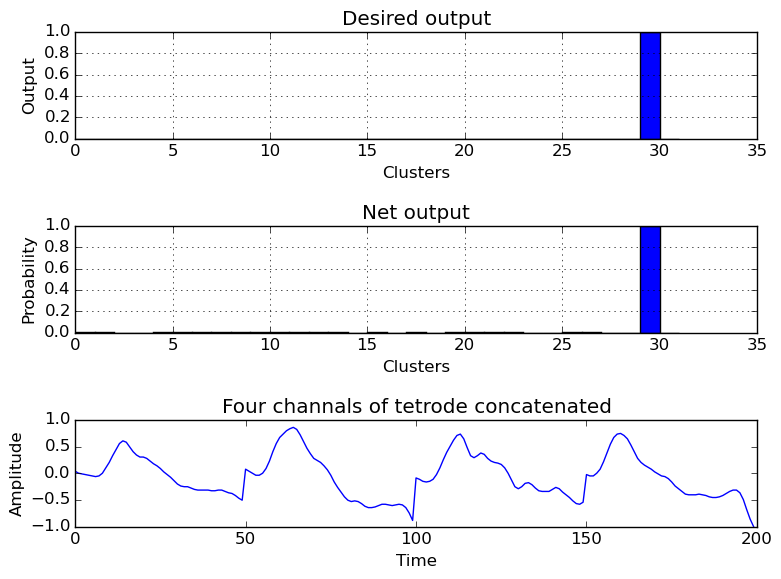 Desired output
1.0
0.8
0.6
0.4
0.2
0.0
Output
0 5 10 15 20 25 30 35
Clusters
Net output
1.0
0.8
0.6
0.4
0.2
0.0
Probability
0 5 10 15 20 25 30 35
Clusters
Four channels of tetrode concatenated
1.0
0.5
0.0
−0.5
−1.0
Amplitude
0 50 100 150 200
Time